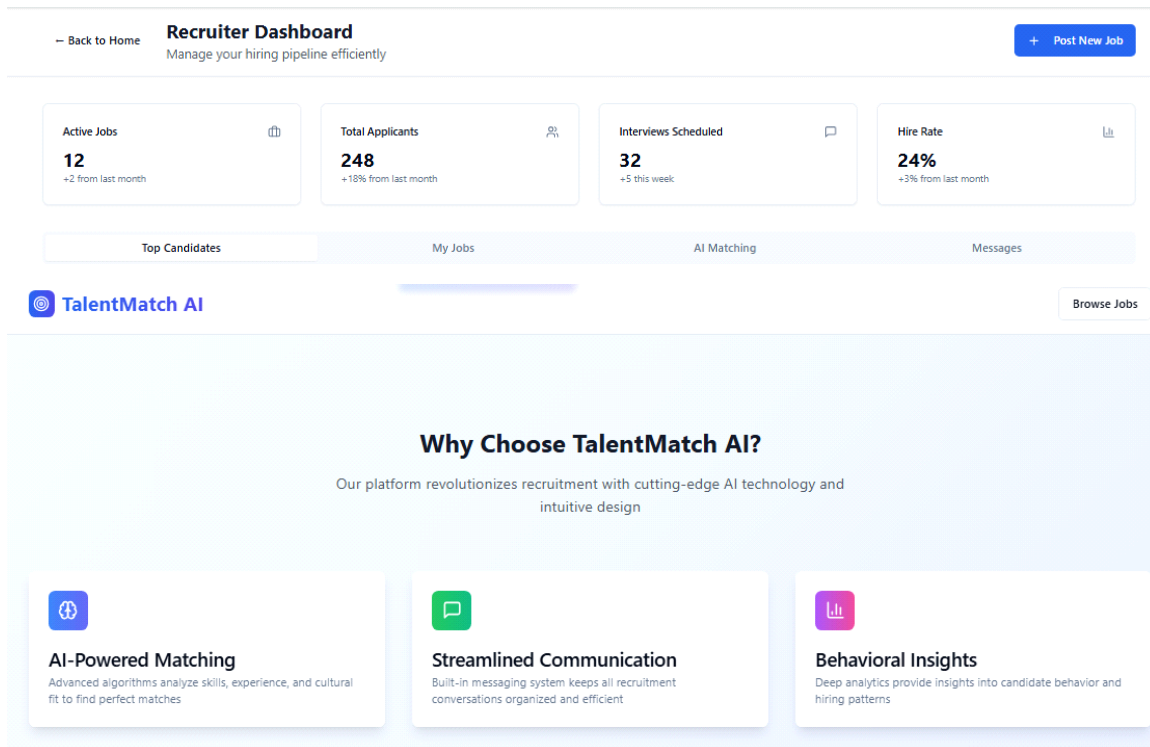 ← Back to Home
Recruiter Dashboard
Manage your hiring pipeline efficiently
+ Post New Job
Active Jobs
12
+2 from last month
Total Applicants
248
+18% from last month
Interviews Scheduled
32
+5 this week
Hire Rate
24%
+3% from last month
Top Candidates
My Jobs
AI Matching
Messages
TalentMatch AI
Browse Jobs
Why Choose TalentMatch AI?
Our platform revolutionizes recruitment with cutting-edge AI technology and
intuitive design
AI-Powered Matching
Advanced algorithms analyze skills, experience, and cultural
fit to find perfect matches
Streamlined Communication
Built-in messaging system keeps all recruitment
conversations organized and efficient
Behavioral Insights
Deep analytics provide insights into candidate behavior and
hiring patterns